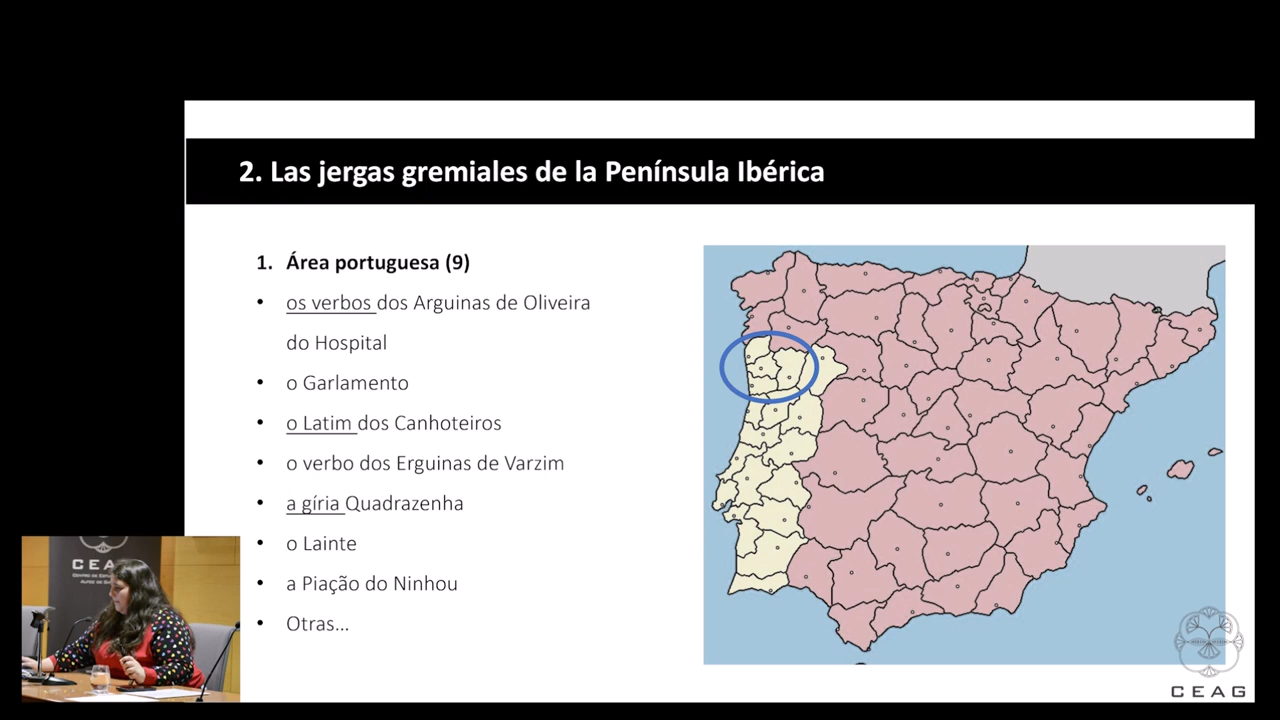 2. Las jergas gremiales de la Península Ibérica
1. Área portuguesa (9)
• os verbos dos Arguinas de Oliveira
do Hospital
• o Garlamento
• o Latim dos Canhoteiros
• o verbo dos Erguinas de Varzim
• a gíria Quadrazenha
• o Lainte
• a Piação do Ninhou
• Otras...
CEAG